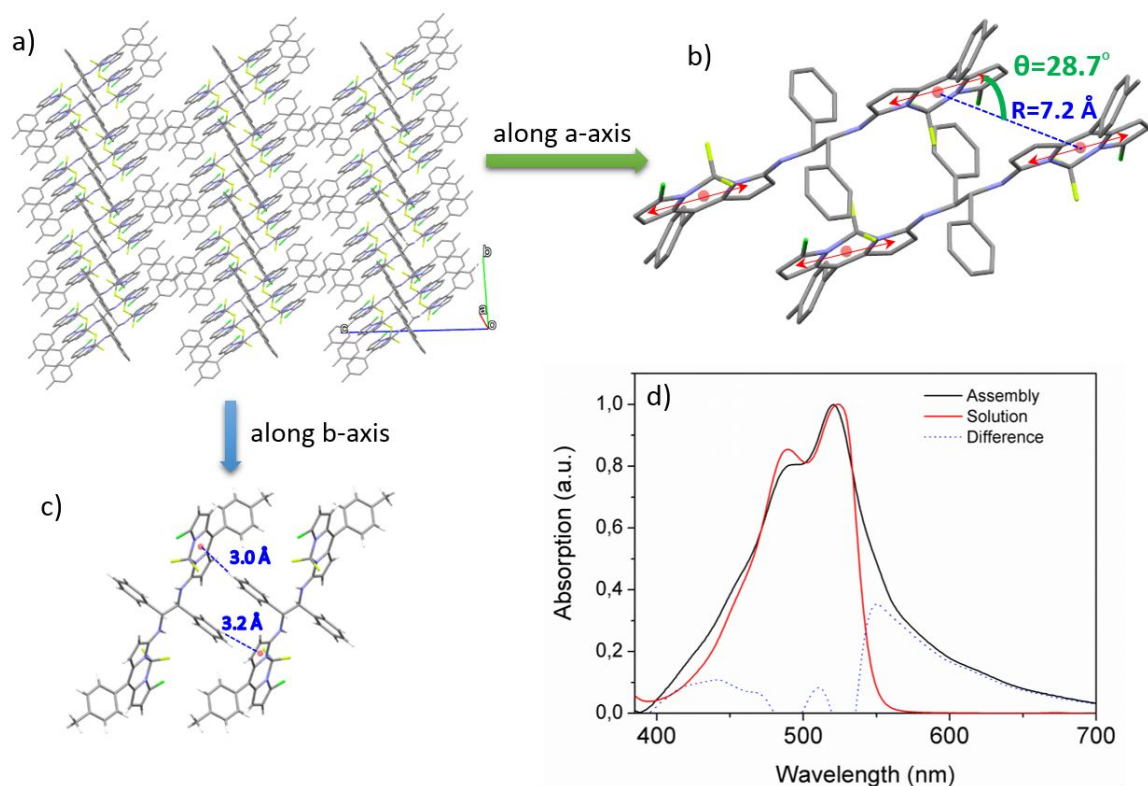 a)
b
a
c
o
along a-axis
b)
θ=28.7°
R=7.2 Å
along b-axis
c)
3.0 Å
3.2 Å
d)
Assembly
Solution
Difference
1,0
0,8
0,6
0,4
0,2
0,0
Absorption (a.u.)
400
500
600
700
Wavelength (nm)